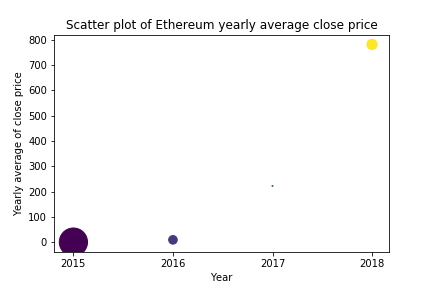 Scatter plot of Ethereum yearly average close price
800
700
600
500
400
300
200
100
0
Yearly average of close price
2015 2016 2017 2018
Year